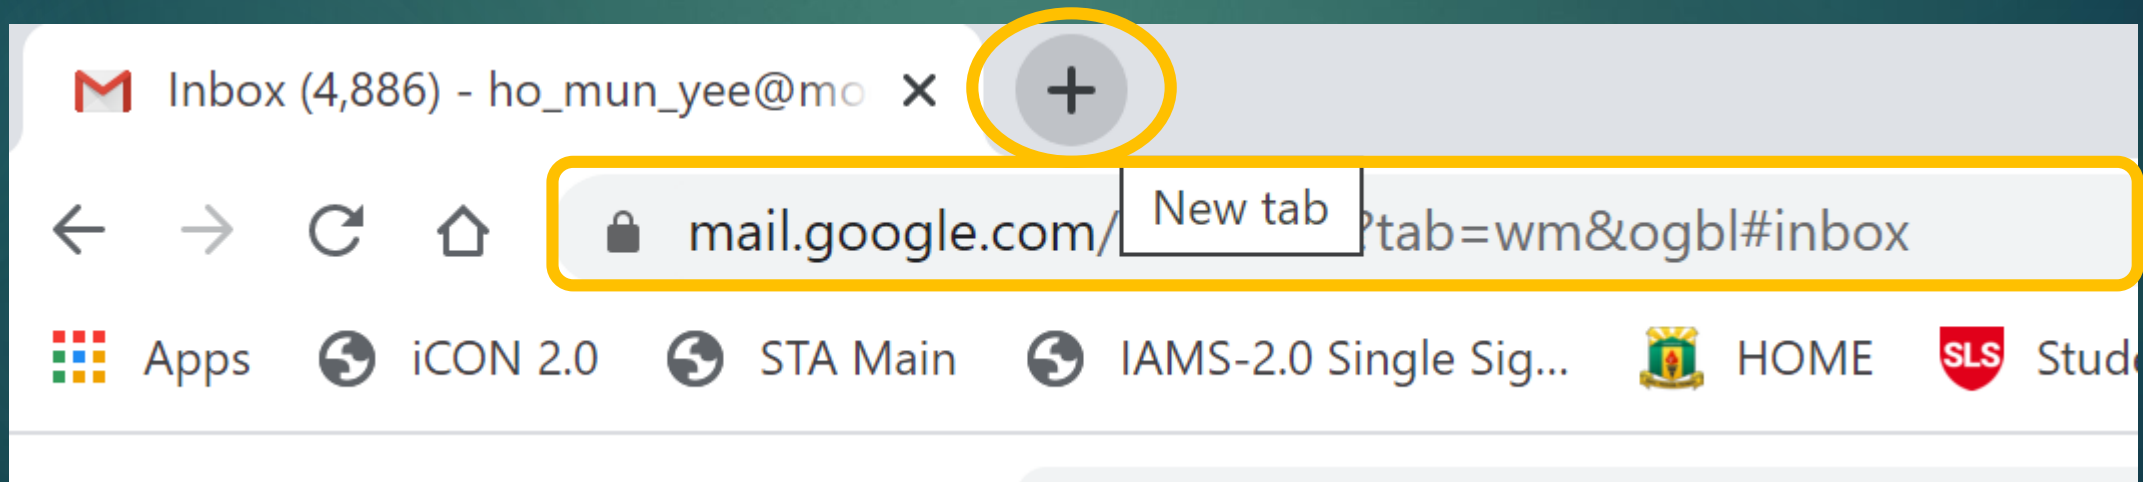 Inbox (4,886) - ho_mun_yee@mo
New tab
mail.google.com/ ?tab=wm&ogbl#inbox
Apps iCON 2.0 STA Main IAMS-2.0 Single Sig... HOME SLS Stude